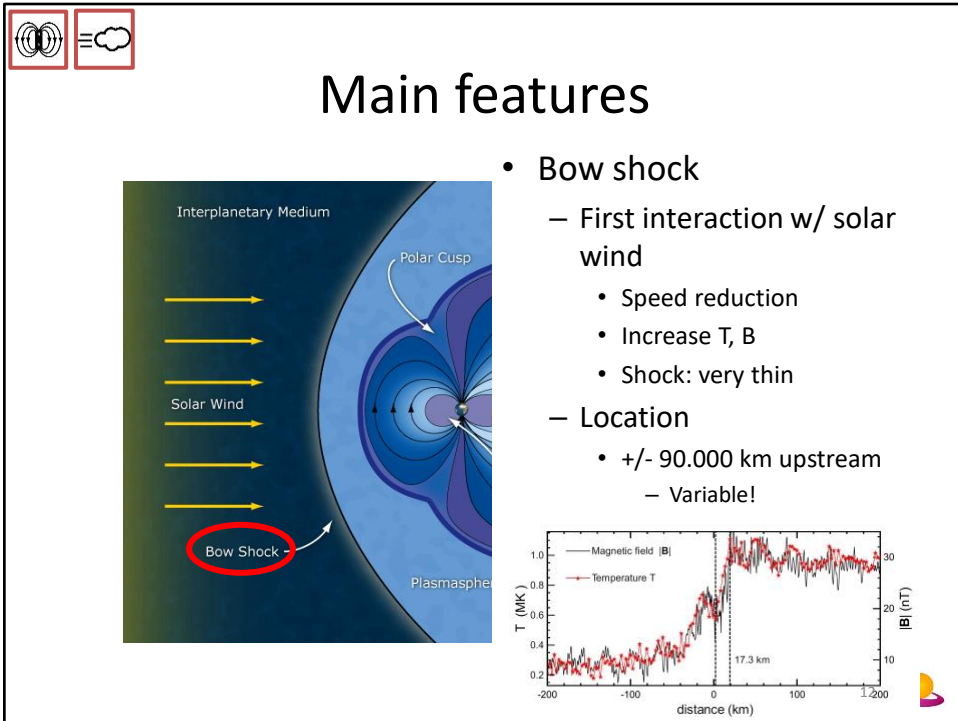 Main features
Interplanetary Medium
Polar Cusp
Solar Wind
Bow Shock
Plasmasphe
• Bow shock
– First interaction w/ solar
wind
• Speed reduction
• Increase T, B
• Shock: very thin
– Location
• +/- 90.000 km upstream
– Variable!
Magnetic field |B|
Temperature T
T (MK)
1.0
0.8
0.6
0.4
0.2
|B| (nT)
30
20
10
17.3 km
-200 -100 0 100 200
distance (km)
12